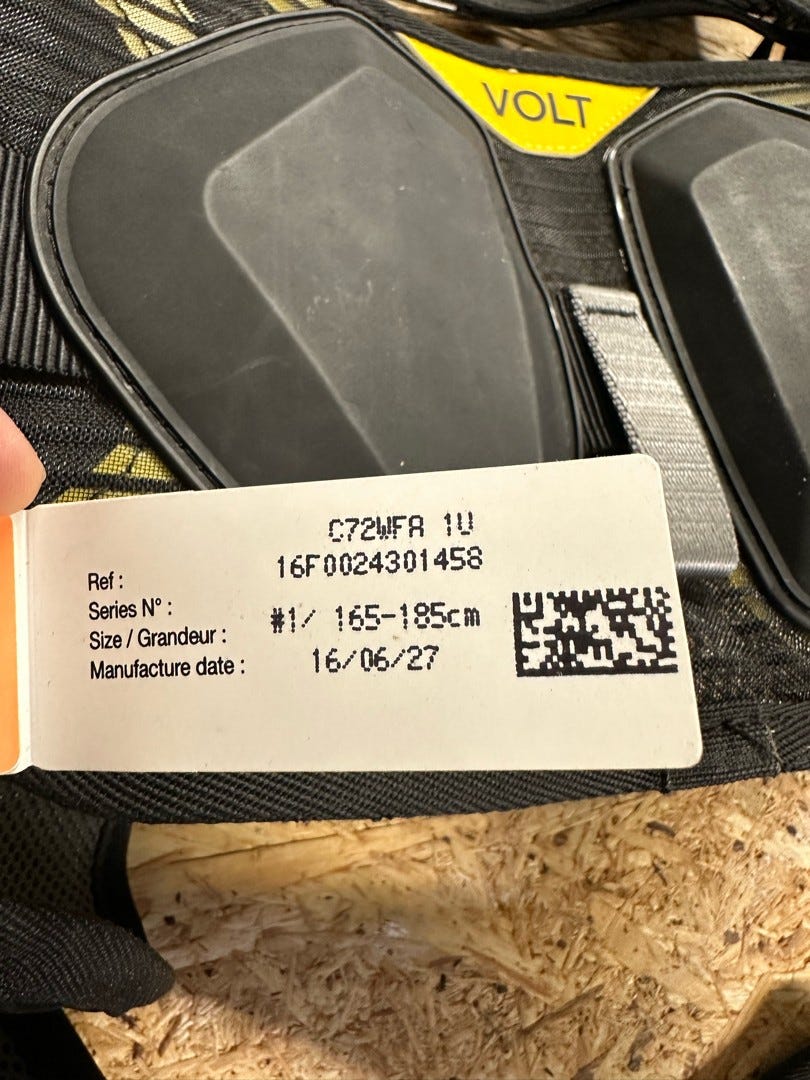 VOLT
Ref : C72WFA 1U
Series N° : 16F0024301458
Size / Grandeur : #1/ 165-185cm
Manufacture date : 16/06/27